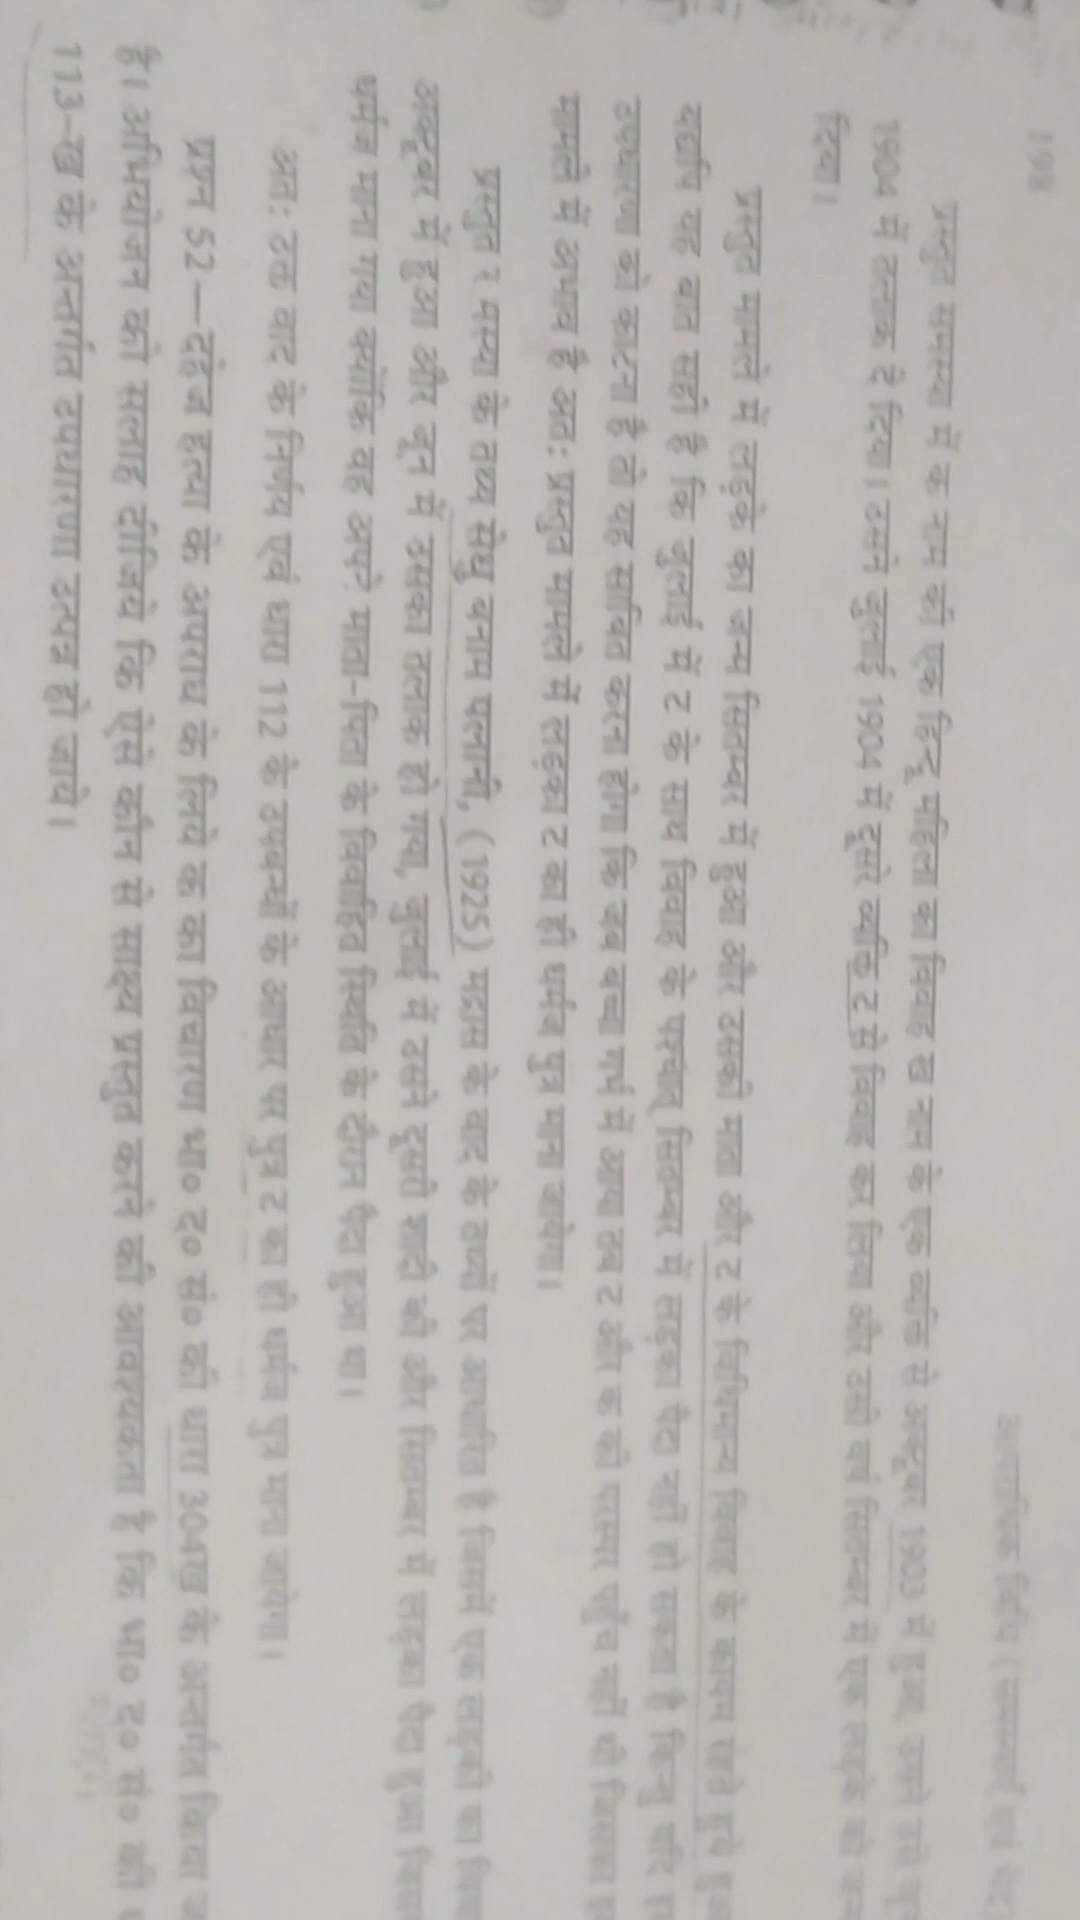 198
अपराधिक विधि (समस्याएँ एवं
प्रस्तुत समस्या में क नाम की एक हिन्दू महिला का विवाह ख नाम के एक व्यक्ति से अक्टूबर 1903 में हुआ, उसने उसे
1904 में तलाक दे दिया। उसने जुलाई 1904 में दूसरे व्यक्ति ट से विवाह कर लिया और उसी वर्ष सितम्बर में एक लड़के को
दिया।
प्रस्तुत मामले में लड़के का जन्म सितम्बर में हुआ और उसकी माता और ट के विधिमान्य विवाह के कायम रहते हुये
यद्यपि यह बात सही है कि जुलाई में ट के साथ विवाह के पश्चात् सितम्बर में लड़का पैदा नहीं हो सकता है किन्तु यदि
उपधारणा को काटना है तो यह साबित करना होगा कि जब बच्चा गर्भ में आया तब ट और क की परस्पर पहुँच नहीं थी जिसका
मामले में अभाव है अत: प्रस्तुत मामले में लड़का ट का ही धर्मज पुत्र माना जायेगा।
प्रस्तुत समस्या के तथ्य सेथु बनाम पलानी, (1925) मद्रास के वाद के तथ्यों पर आधारित है जिसमें एक लड़की का
अक्टूबर में हुआ और जून में उसका तलाक हो गया, जुलाई में उसने दूसरी शादी की और सितम्बर में लड़का पैदा हुआ
धर्मज माना गया क्योंकि वह अपने माता-पिता के विवाहित स्थिति के दौरान पैदा हुआ था।
अत: उक्त वाद के निर्णय एवं धारा 112 के उपबन्धों के आधार पर पुत्र ट का ही धर्मज पुत्र माना जायेगा।
प्रश्न 52—दहेज हत्या के अपराध के लिये क का विचारण भा० द० सं० की धारा 304ख के अन्तर्गत किया
है। अभियोजन को सलाह दीजिये कि ऐसे कौन से साक्ष्य प्रस्तुत करने की आवश्यकता है कि भा० द० सं० की
113-ख के अन्तर्गत उपधारणा उत्पन्न हो जाये।